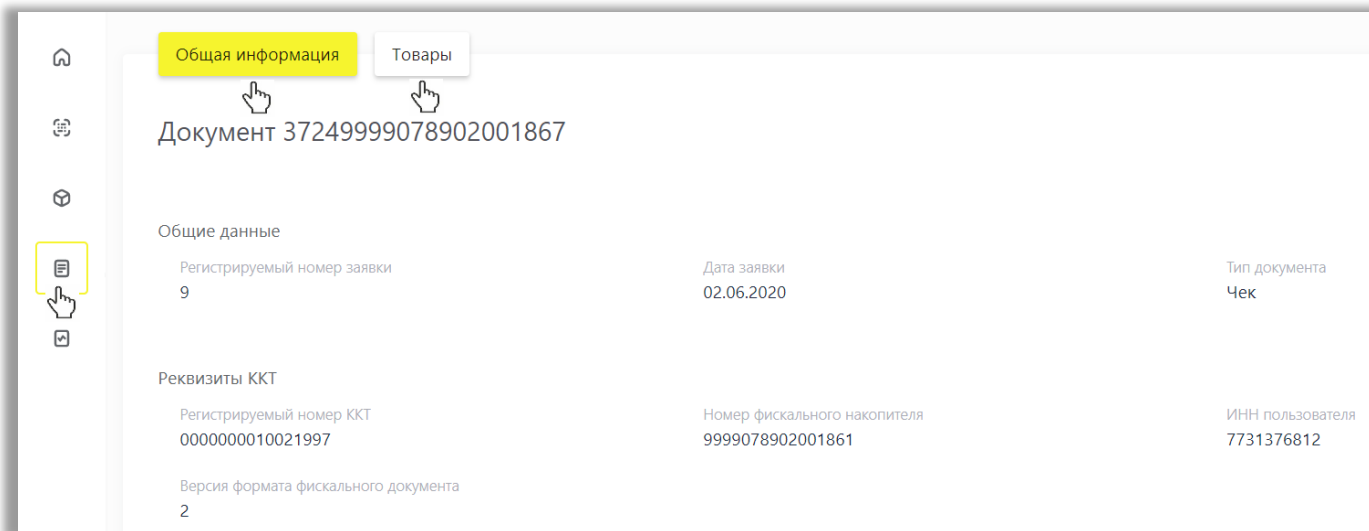 Общая информация Товары
Документ 37249999078902001867
Общие данные
Регистрируемый номер заявки Дата заявки Тип документа
9 02.06.2020 Чек
Реквизиты ККТ
Регистрируемый номер ККТ Номер фискального накопителя ИНН пользователя
0000000010021997 9999078902001861 7731376812
Версия формата фискального документа
2